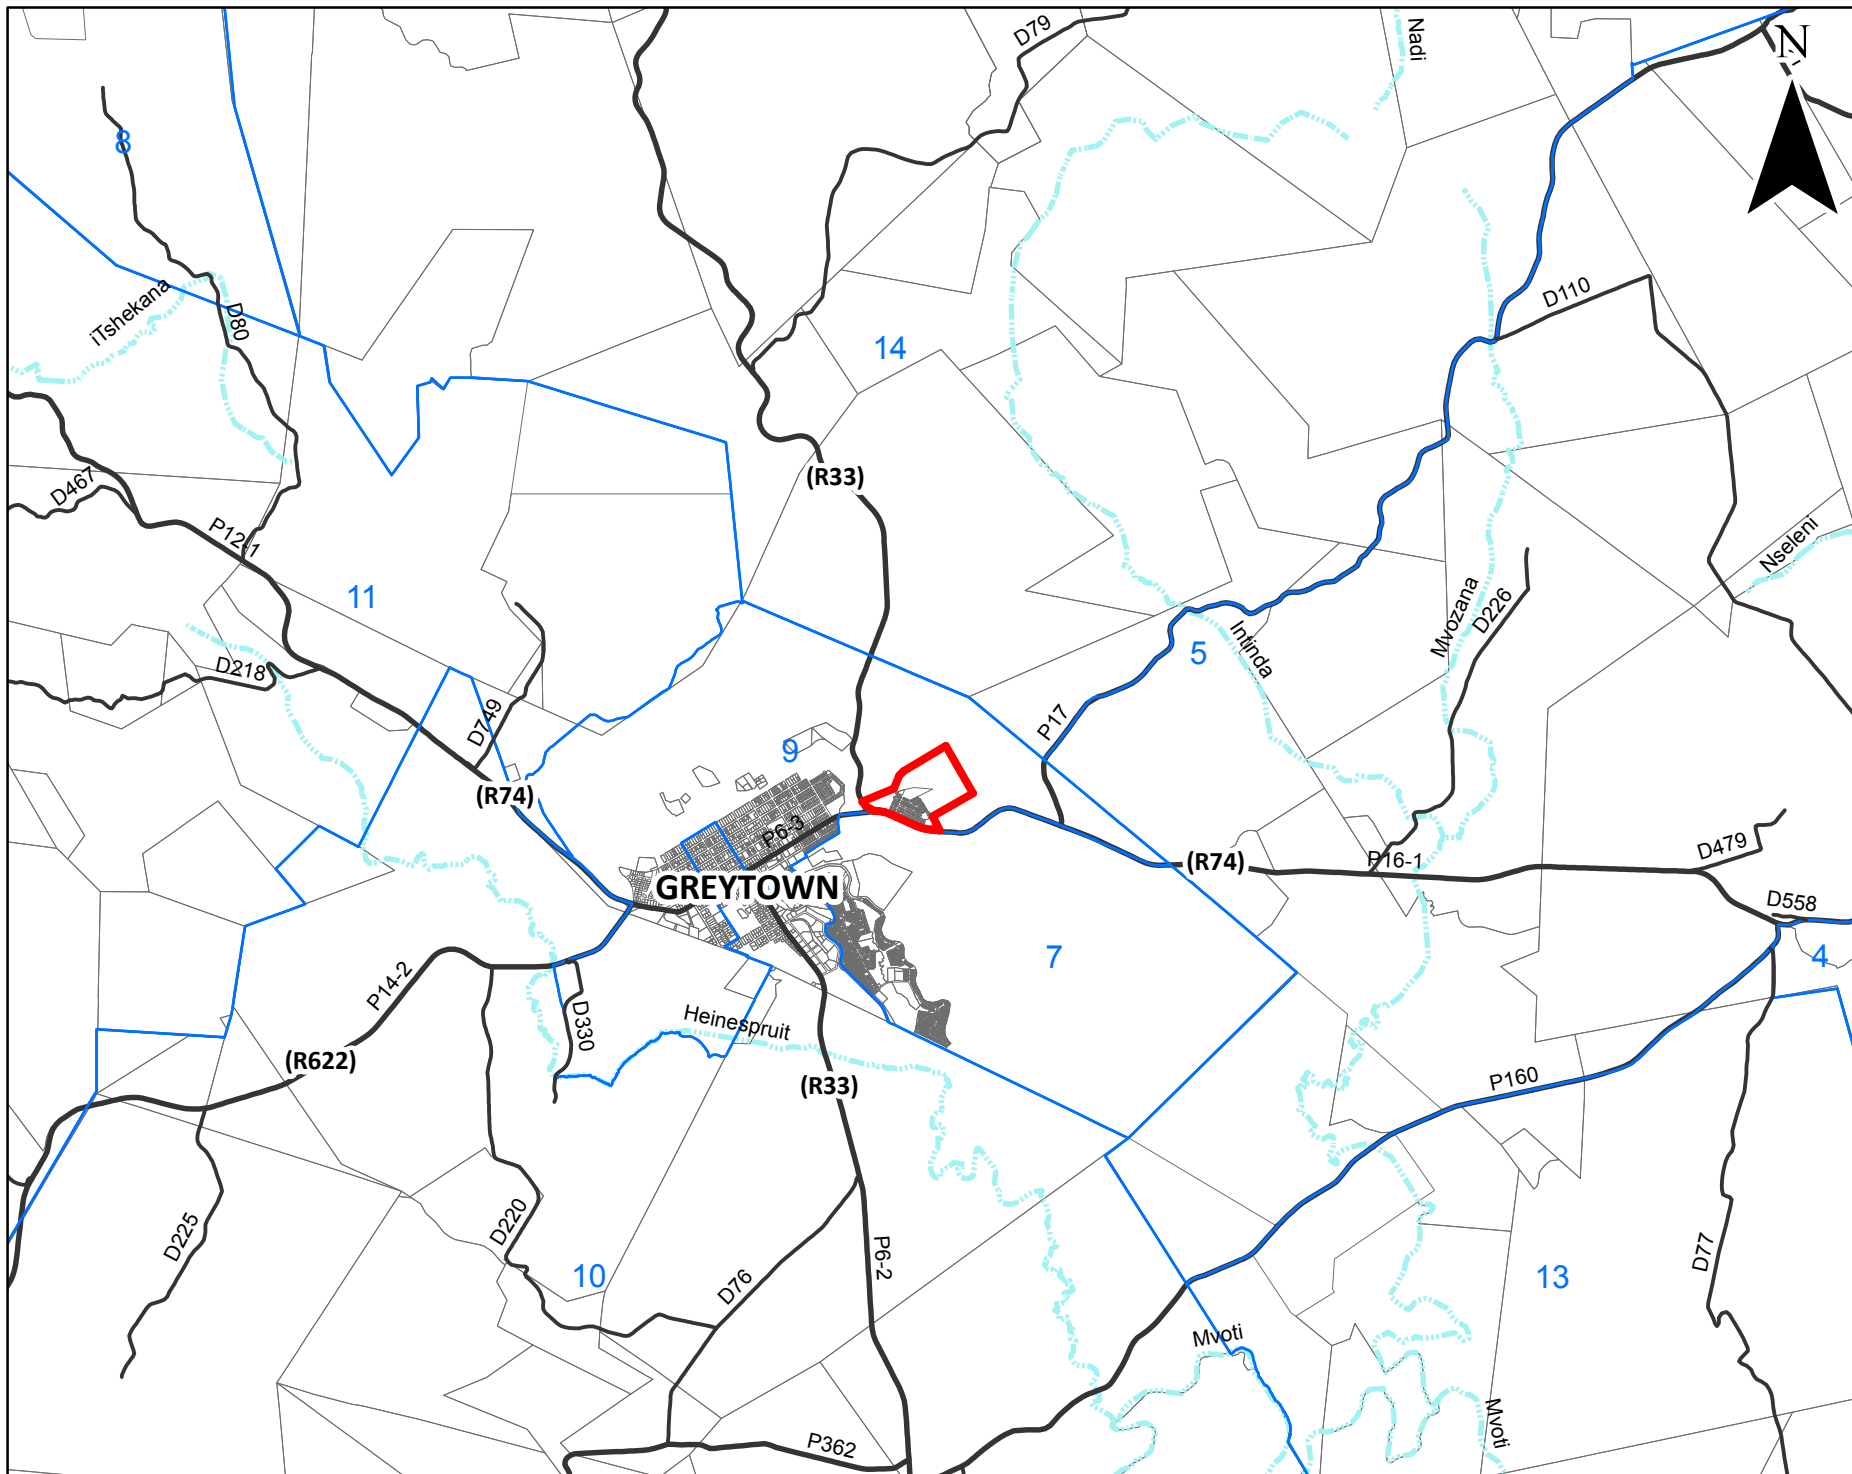 D79
Nadi
N
8
iTshekana
D80
D110
14
D467
P12-1
(R33)
Nseleni
11
Mvozana
D226
Intinda
5
D218
D749
P17
9
(R74)
P6-3
(R74)
P16-1
D479
GREYTOWN
D558
7
4
P14-2
D330
Heinespruit
(R622)
(R33)
P160
D225
D220
P6-2
D77
10
D76
13
Mvoti
Mvoti
P362